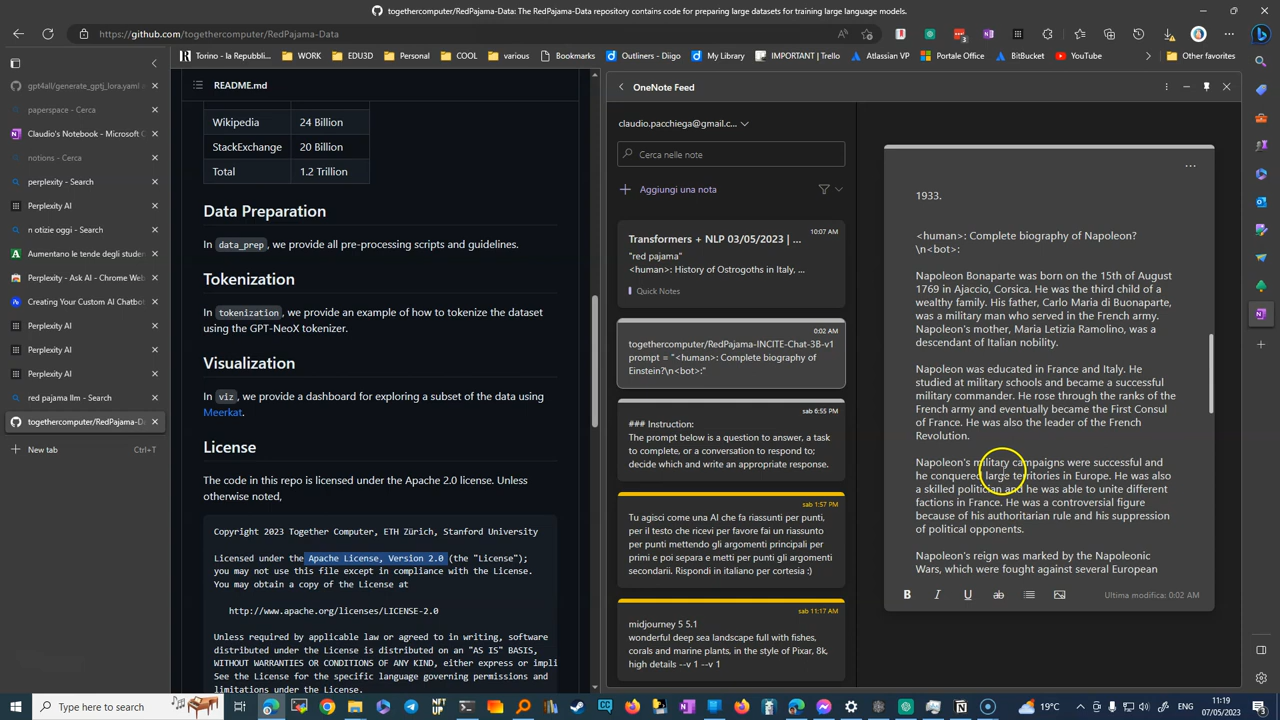 togethercomputer/RedPajama-Data: The RedPajama-Data repository contains code for preparing large datasets for training large language models.
https://github.com/togethercomputer/RedPajama-Data
Torino - la Repubbli...
WORK
EDU3D
Personal
COOL
various
Bookmarks
Outliners - Diigo
My Library
IMPORTANT | Trello
Atlassian VP
Portale Office
BitBucket
YouTube
Other favorites
gpt4all/generate_gptj_lora.yaml
paperspace - Cerca
Claudio's Notebook - Microsoft
notions - Cerca
perplexity - Search
Perplexity AI
n otizie oggi - Search
Aumentano le tende degli stude
Perplexity - Ask AI - Chrome Web
Creating Your Custom AI Chatbot
Perplexity AI
Perplexity AI
Perplexity AI
red pajama llm - Search
togethercomputer/RedPajama-D
New tab
Ctrl+T
README.md
Wikipedia
24 Billion
StackExchange
20 Billion
Total
1.2 Trillion
Data Preparation
In data_prep, we provide all pre-processing scripts and guidelines.
Tokenization
In tokenization, we provide an example of how to tokenize the dataset
using the GPT-NeoX tokenizer.
Visualization
In viz, we provide a dashboard for exploring a subset of the data using
Meerkat.
License
The code in this repo is licensed under the Apache 2.0 license. Unless
otherwise noted,
Copyright 2023 Together Computer, ETH Zürich, Stanford University
Licensed under the Apache License, Version 2.0 (the "License");
you may not use this file except in compliance with the License.
You may obtain a copy of the License at
http://www.apache.org/licenses/LICENSE-2.0
Unless required by applicable law or agreed to in writing, software
distributed under the License is distributed on an "AS IS" BASIS,
WITHOUT WARRANTIES OR CONDITIONS OF ANY KIND, either express or impli
See the License for the specific language governing permissions and
limitations under the License.
OneNote Feed
claudio.pacchiega@gmail.c...
Cerca nelle note
Aggiungi una nota
10:07 AM
Transformers + NLP 03/05/2023 | ...
"red pajama"
<human>: History of Ostrogoths in Italy, ...
Quick Notes
0:02 AM
togethercomputer/RedPajama-INCITE-Chat-3B-v1
prompt = "<human>: Complete biography of
Einstein?\n<bot>:"
sab 6:55 PM
### Instruction:
The prompt below is a question to answer, a task
to complete, or a conversation to respond to;
decide which and write an appropriate response.
sab 1:57 PM
Tu agisci come una AI che fa riassunti per punti,
per il testo che ricevi per favore fai un riassunto
per punti mettendo gli argomenti principali per
primi e poi separa e metti per punti gli argomenti
secondarii. Rispondi in italiano per cortesia :)
sab 11:17 AM
midjourney 5 5.1
wonderful deep sea landscape full with fishes,
corals and marine plants, in the style of Pixar, 8k,
high details --v 1 --v 1
1933.
<human>: Complete biography of Napoleon?
\n<bot>:
Napoleon Bonaparte was born on the 15th of August
1769 in Ajaccio, Corsica. He was the third child of a
wealthy family. His father, Carlo Maria di Buonaparte,
was a military man who served in the French army.
Napoleon's mother, Maria Letizia Ramolino, was a
descendant of Italian nobility.
Napoleon was educated in France and Italy. He
studied at military schools and became a successful
military commander. He rose through the ranks of the
French army and eventually became the First Consul
of France. He was also the leader of the French
Revolution.
Napoleon's military campaigns were successful and
he conquered large territories in Europe. He was also
a skilled politician and he was able to unite different
factions in France. He was a controversial figure
because of his authoritarian rule and his suppression
of political opponents.
Napoleon's reign was marked by the Napoleonic
Wars, which were fought against several European
B
I
U
ab
Ultima modifica: 0:02 AM
Type here to search
19°C
11:19
07/05/2023